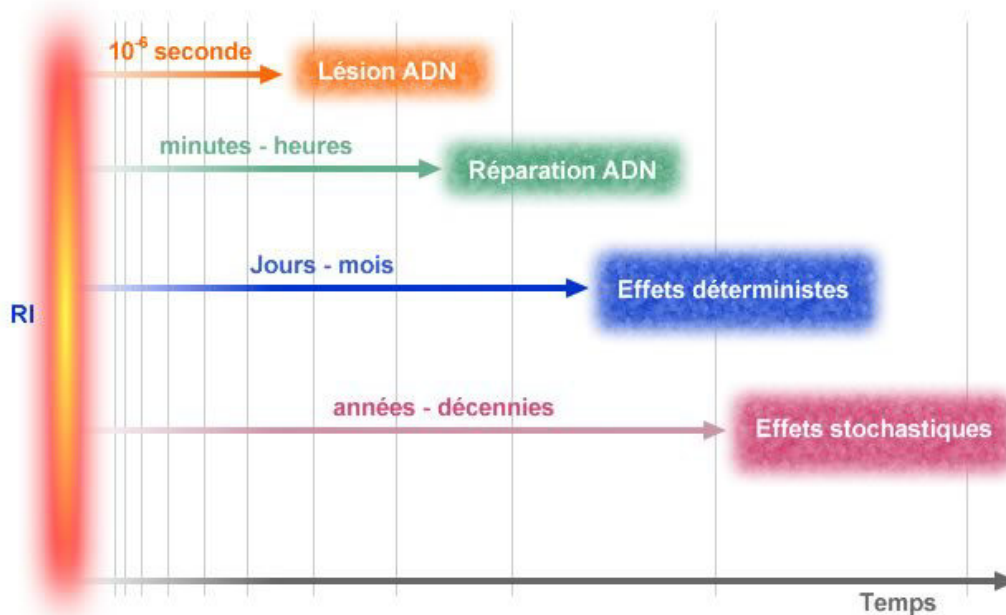 10⁻⁶ seconde
Lésion ADN
minutes - heures
Réparation ADN
Jours - mois
Effets déterministes
RI
années - décennies
Effets stochastiques
Temps